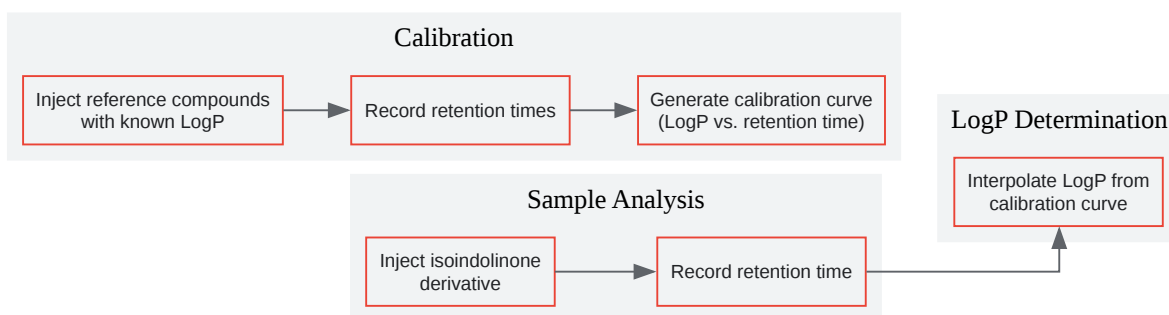 Calibration
Inject reference compounds
with known LogP
Record retention times
Generate calibration curve
(LogP vs. retention time)
LogP Determination
Interpolate LogP from
calibration curve
Sample Analysis
Inject isoindolinone
derivative
Record retention time